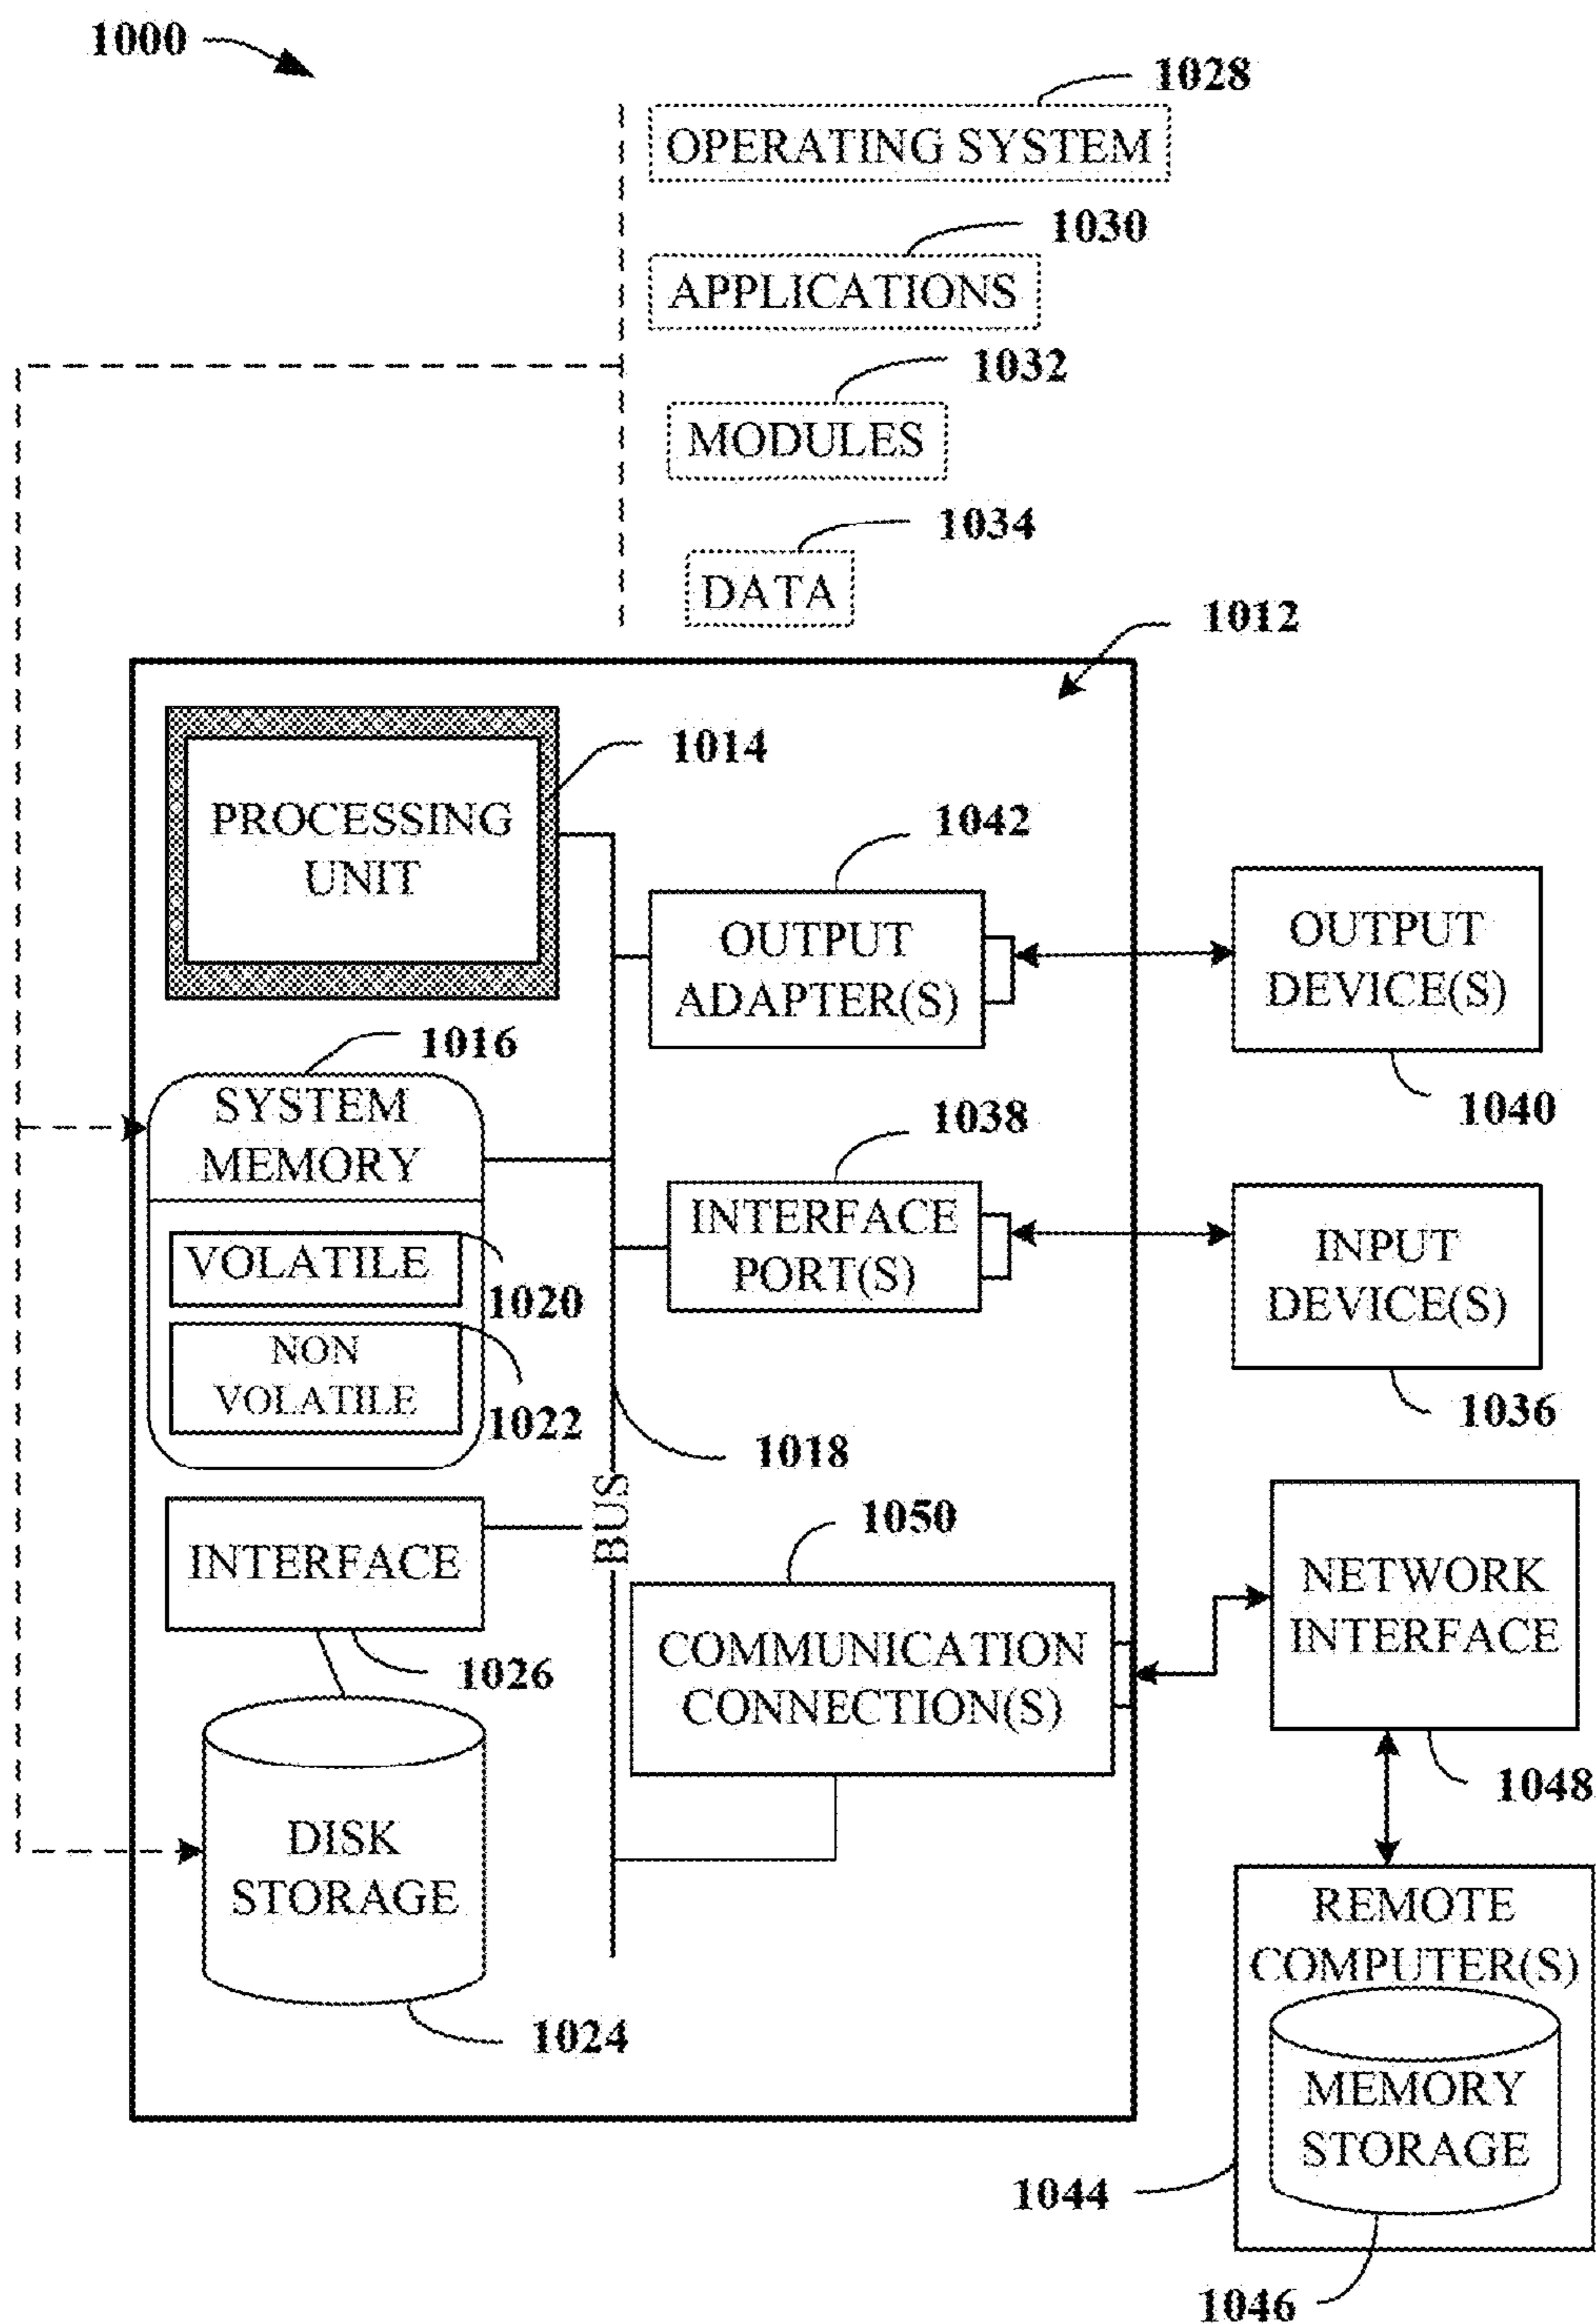 1000
1028
OPERATING SYSTEM
1030
APPLICATIONS
1032
MODULES
1034
DATA
1012
1014
PROCESSING
UNIT
1042
OUTPUT
ADAPTER(S)
OUTPUT
DEVICE(S)
1040
1016
SYSTEM
MEMORY
VOLATILE
1020
NON
VOLATILE
1022
1038
INTERFACE
PORT(S)
INPUT
DEVICE(S)
1036
1018
BUS
INTERFACE
1026
1050
COMMUNICATION
CONNECTION(S)
NETWORK
INTERFACE
1048
DISK
STORAGE
1024
REMOTE
COMPUTER(S)
MEMORY
STORAGE
1044
1046